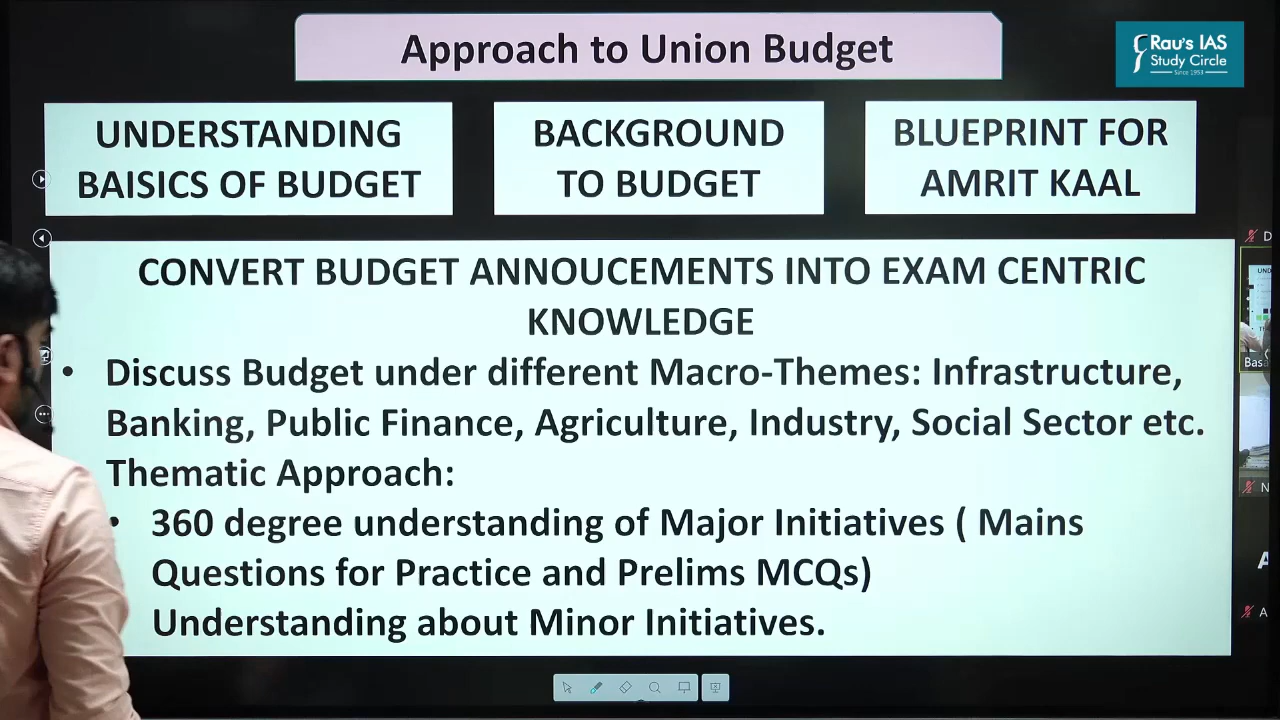 Approach to Union Budget
Rau's IAS
Study Circle
Since 1953
UNDERSTANDING
BAISICS OF BUDGET
BACKGROUND
TO BUDGET
BLUEPRINT FOR
AMRIT KAAL
CONVERT BUDGET ANNOUCEMENTS INTO EXAM CENTRIC
KNOWLEDGE
• Discuss Budget under different Macro-Themes: Infrastructure,
Banking, Public Finance, Agriculture, Industry, Social Sector etc.
Thematic Approach:
• 360 degree understanding of Major Initiatives ( Mains
Questions for Practice and Prelims MCQs)
Understanding about Minor Initiatives.
D
Basa
N
A
A